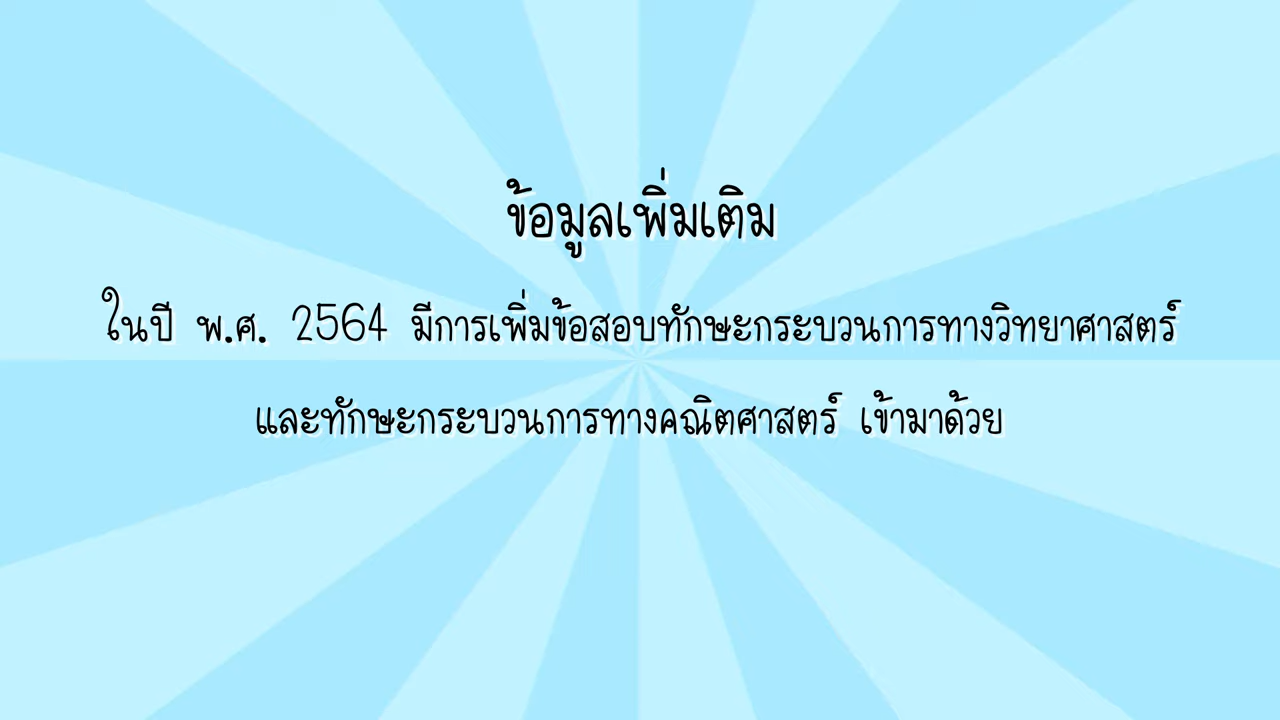 ข้อมูลเพิ่มเติม
ในปี พ.ศ. 2564 มีการเพิ่มข้อสอบทักษะกระบวนการทางวิทยาศาสตร์
และทักษะกระบวนการทางคณิตศาสตร์ เข้ามาด้วย